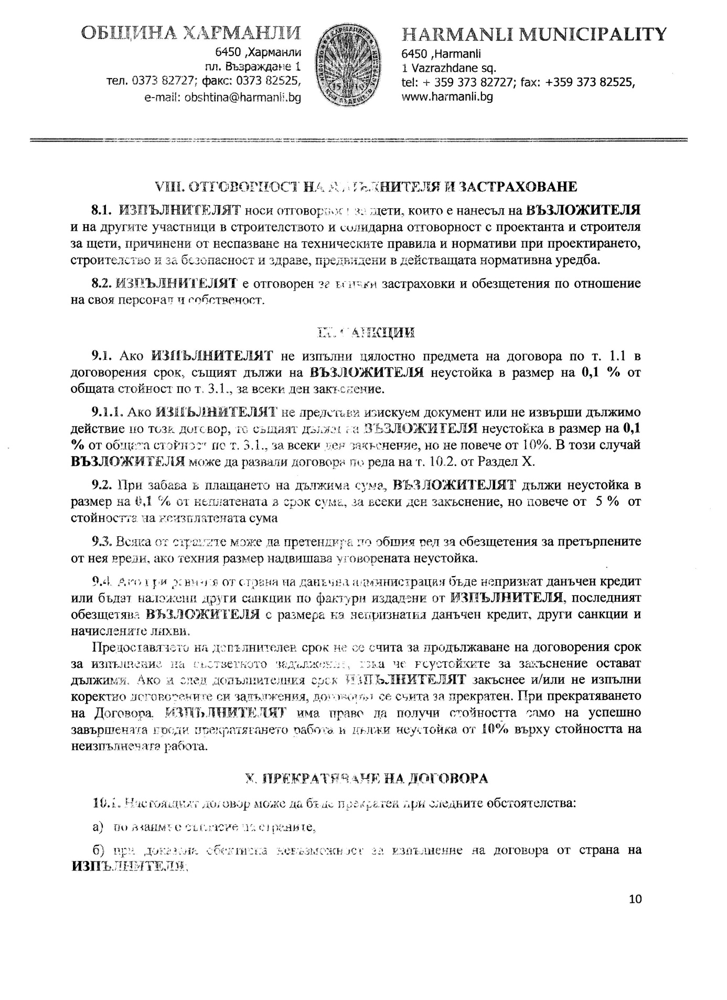 ОБЩИНА ХАРМАНЛИ
6450 ,Харманли
пл. Възраждане 1
тел. 0373 82727; факс: 0373 82525,
e-mail: obshtina@harmanli.bg
HARMANLI MUNICIPALITY
6450 ,Harmanli
1 Vazrazhdane sq.
tel: + 359 373 82727; fax: +359 373 82525,
www.harmanli.bg
VIII. ОТГОВОРНОСТ НА ИЗПЪЛНИТЕЛЯ И ЗАСТРАХОВАНЕ
8.1. ИЗПЪЛНИТЕЛЯТ носи отговорност за щети, които е нанесъл на ВЪЗЛОЖИТЕЛЯ
и на другите участници в строителството и солидарна отговорност с проектанта и строителя
за щети, причинени от неспазване на техническите правила и нормативи при проектирането,
строителство и за безопасност и здраве, предвидени в действащата нормативна уредба.
8.2. ИЗПЪЛНИТЕЛЯТ е отговорен за всички застраховки и обезщетения по отношение
на своя персонал и собственост.
IX. САНКЦИИ
9.1. Ако ИЗПЪЛНИТЕЛЯТ не изпълни цялостно предмета на договора по т. 1.1 в
договорения срок, същият дължи на ВЪЗЛОЖИТЕЛЯ неустойка в размер на 0,1 % от
общата стойност по т. 3.1., за всеки ден закъснение.
9.1.1. Ако ИЗПЪЛНИТЕЛЯТ не представи изискуем документ или не извърши дължимо
действие по този договор, то същият дължи на ВЪЗЛОЖИТЕЛЯ неустойка в размер на 0,1
% от общата стойност по т. 3.1., за всеки ден закъснение, но не повече от 10%. В този случай
ВЪЗЛОЖИТЕЛЯ може да развали договора по реда на т. 10.2. от Раздел X.
9.2. При забава в плащането на дължима сума, ВЪЗЛОЖИТЕЛЯТ дължи неустойка в
размер на 0,1 % от неплатената в срок сума, за всеки ден закъснение, но повече от 5 % от
стойността на неизплатената сума
9.3. Всяка от страните може да претендира по общия ред за обезщетения за претърпените
от нея вреди, ако техния размер надвишава уговорената неустойка.
9.4. Ако при ревизия от страна на данъчна администрация бъде непризнат данъчен кредит
или бъдат наложени други санкции по фактури издадени от ИЗПЪЛНИТЕЛЯ, последният
обезщетява ВЪЗЛОЖИТЕЛЯ с размера на непризнатия данъчен кредит, други санкции и
начислените лихви.
Предоставянето на допълнителен срок не се счита за продължаване на договорения срок
за изпълнение на съответното задължение, така че неустойките за закъснение остават
дължими. Ако и след допълнителния срок ИЗПЪЛНИТЕЛЯТ закъснее и/или не изпълни
коректно договорените си задължения, договорът се счита за прекратен. При прекратяването
на Договора, ИЗПЪЛНИТЕЛЯТ има право да получи стойността само на успешно
завършената преди прекратяването работа и дължи неустойка от 10% върху стойността на
неизпълнената работа.
X. ПРЕКРАТЯВАНЕ НА ДОГОВОРА
10.1. Настоящият договор може да бъде прекратен при следните обстоятелства:
а) по взаимно съгласие на страните,
б) при доказана обективна невъзможност за изпълнение на договора от страна на
ИЗПЪЛНИТЕЛЯ.
10